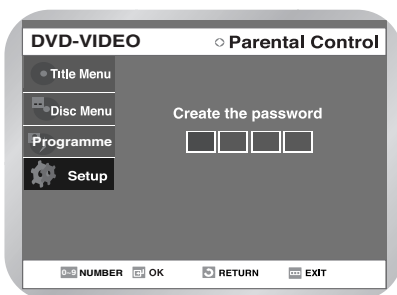 DVD-VIDEO Parental Control
Title Menu
Disc Menu
Create the password
Programme
Setup
0~9 NUMBER OK RETURN EXIT